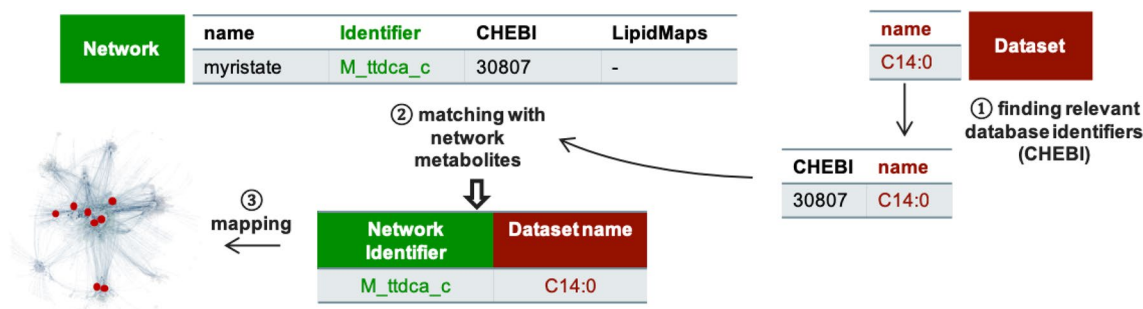 Network
name Identifier CHEBI LipidMaps
myristate M_ttdca_c 30807 -
name
C14:0
Dataset
① finding relevant
database identifiers
(CHEBI)
CHEBI name
30807 C14:0
② matching with
network
metabolites
Network
Identifier
Dataset name
M_ttdca_c C14:0
③
mapping